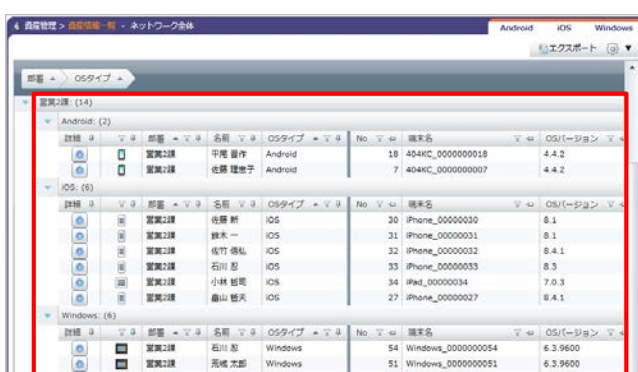 資産管理 > 資産情報一覧 - ネットワーク全体
Android iOS Windows
エクスポート
部署 OSタイプ
営業2課: (14)
Android: (2)
詳細 部署 名前 OSタイプ No 端末名 OSバージョン
営業2課 平尾 晋作 Android 18 404KC_0000000018 4.4.2
営業2課 佐藤 理恵子 Android 7 404KC_0000000007 4.4.2
iOS: (6)
詳細 部署 名前 OSタイプ No 端末名 OSバージョン
営業2課 佐藤 新 iOS 30 iPhone_00000030 8.1
営業2課 鈴木 一 iOS 31 iPhone_00000031 8.1
営業2課 佐竹 信弘 iOS 32 iPhone_00000032 8.4.1
営業2課 石川 忍 iOS 33 iPhone_00000033 8.3
営業2課 小林 哲司 iOS 34 iPad_00000034 7.0.3
営業2課 畠山 哲夫 iOS 27 iPhone_00000027 8.4.1
Windows: (6)
詳細 部署 名前 OSタイプ No 端末名 OSバージョン
営業2課 石川 忍 Windows 54 Windows_0000000054 6.3.9600
営業2課 荒城 太郎 Windows 51 Windows_0000000051 6.3.9600